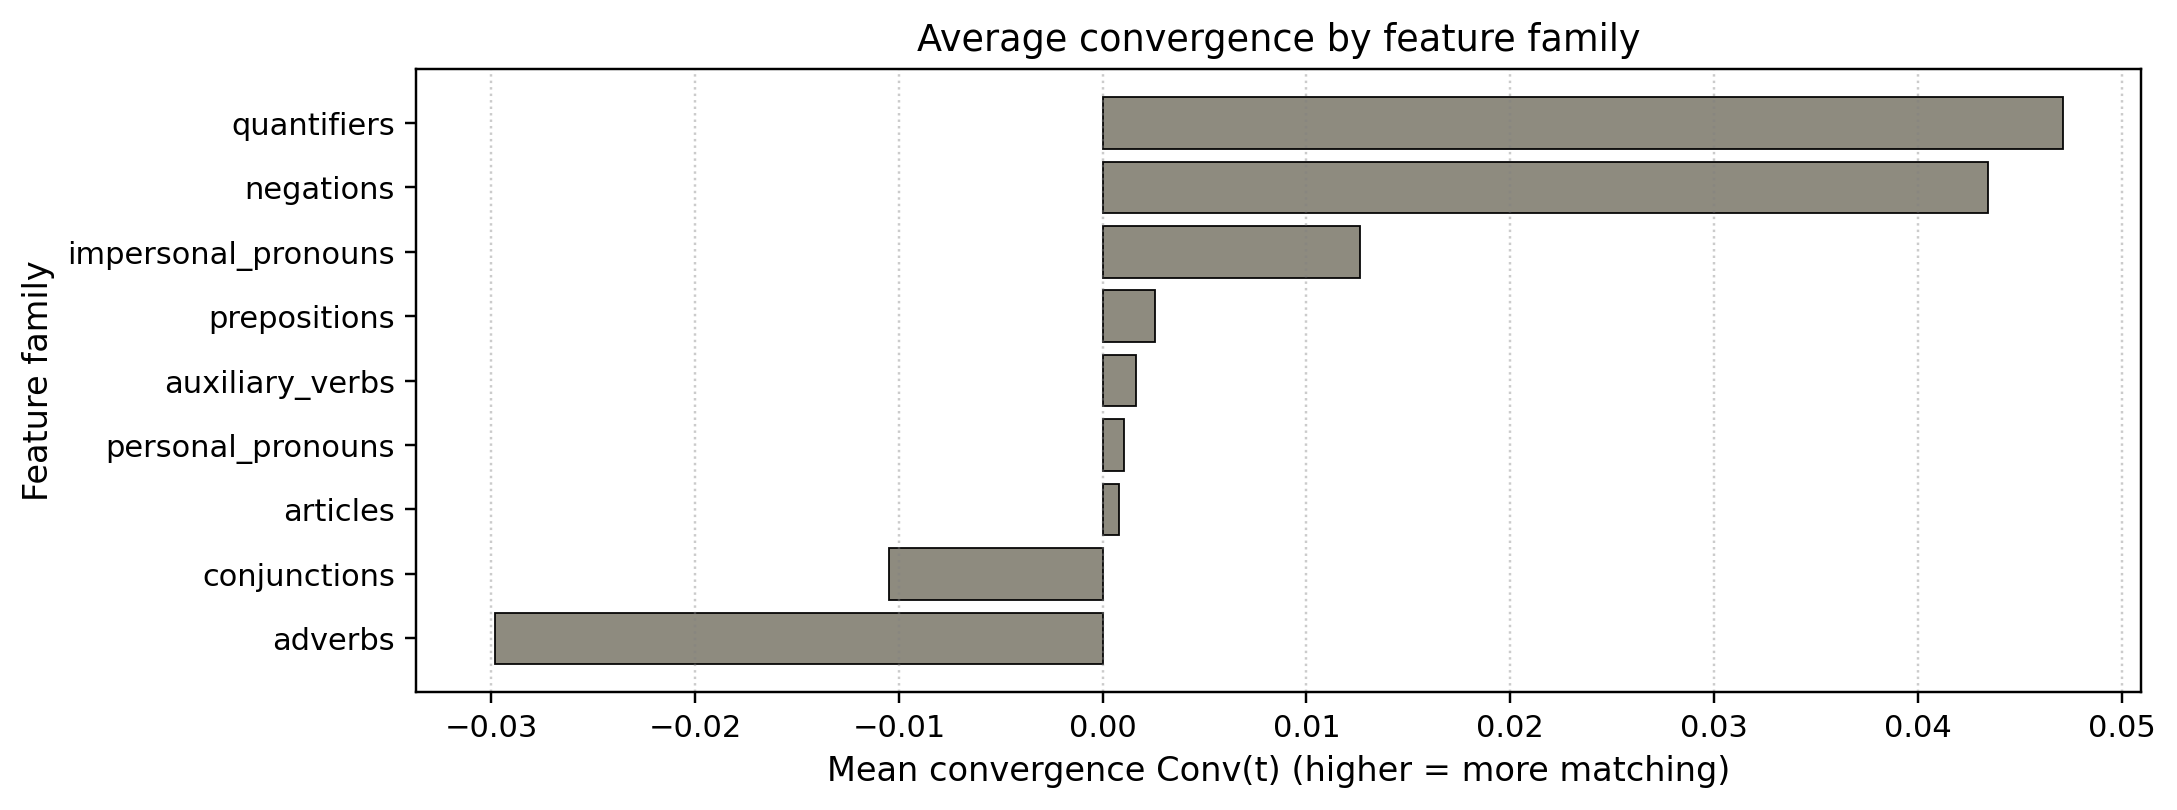 Average convergence by feature family
Feature family
quantifiers
negations
impersonal_pronouns
prepositions
auxiliary_verbs
personal_pronouns
articles
conjunctions
adverbs
−0.03 −0.02 −0.01 0.00 0.01 0.02 0.03 0.04 0.05
Mean convergence Conv(t) (higher = more matching)